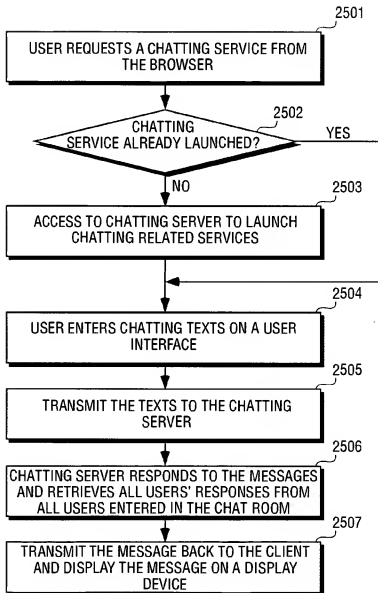 2501
USER REQUESTS A CHATTING SERVICE FROM
THE BROWSER
2502
CHATTING
SERVICE ALREADY LAUNCHED?
YES
NO
2503
ACCESS TO CHATTING SERVER TO LAUNCH
CHATTING RELATED SERVICES
2504
USER ENTERS CHATTING TEXTS ON A USER
INTERFACE
2505
TRANSMIT THE TEXTS TO THE CHATTING
SERVER
2506
CHATTING SERVER RESPONDS TO THE MESSAGES
AND RETRIEVES ALL USERS' RESPONSES FROM
ALL USERS ENTERED IN THE CHAT ROOM
2507
TRANSMIT THE MESSAGE BACK TO THE CLIENT
AND DISPLAY THE MESSAGE ON A DISPLAY
DEVICE